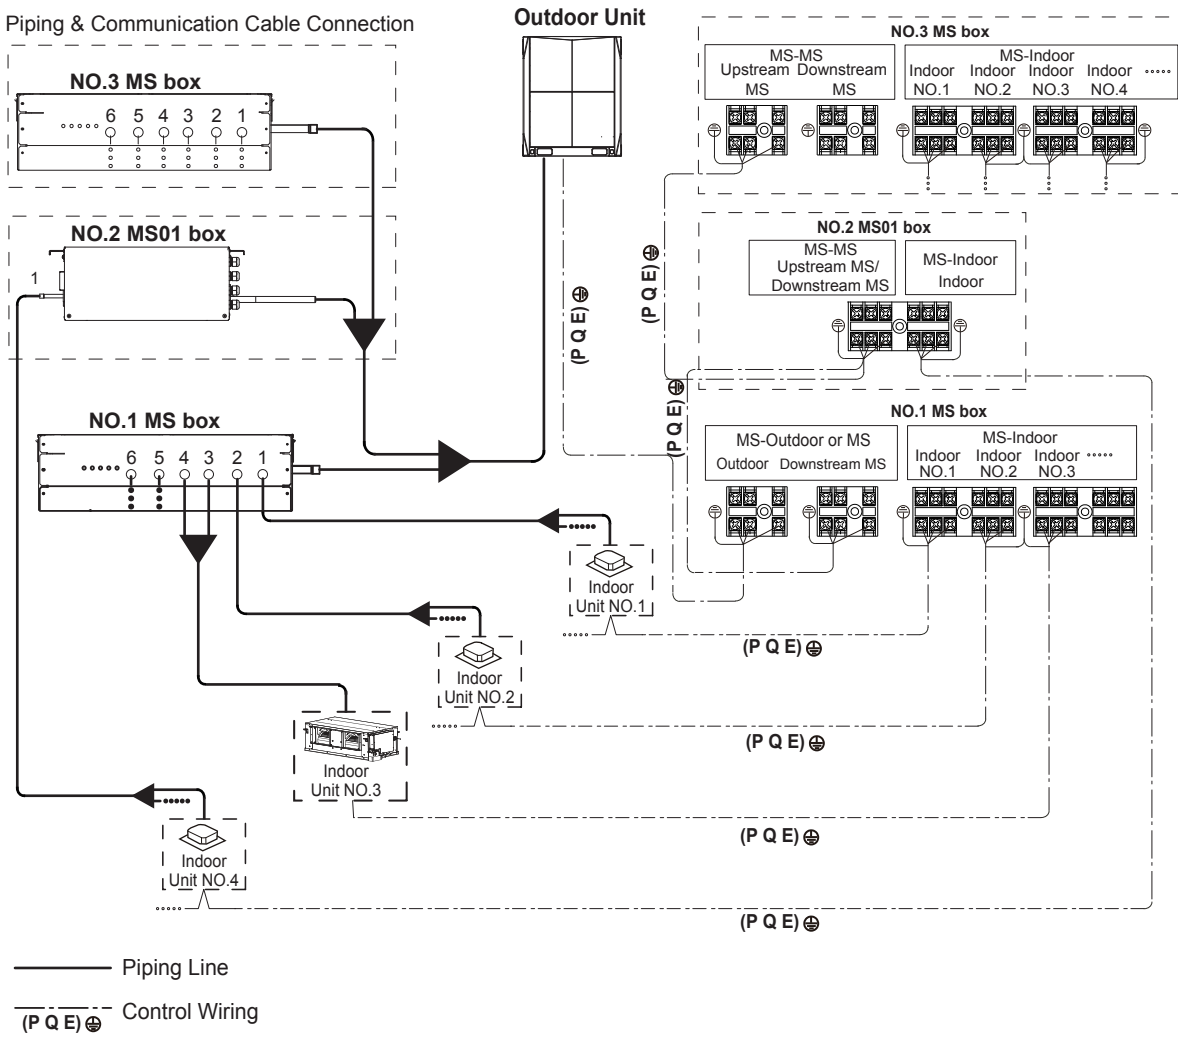 Piping & Communication Cable Connection
NO.3 MS box
6 5 4 3 2 1
NO.2 MS01 box
1
NO.1 MS box
6 5 4 3 2 1
Outdoor Unit
(P Q E)
(P Q E)
(P Q E)
NO.3 MS box
MS-MS
Upstream Downstream
MS MS
MS-Indoor
Indoor Indoor Indoor Indoor
NO.1 NO.2 NO.3 NO.4
NO.2 MS01 box
MS-MS
Upstream MS/
Downstream MS
MS-Indoor
Indoor
NO.1 MS box
MS-Outdoor or MS
Outdoor Downstream MS
MS-Indoor
Indoor Indoor Indoor
NO.1 NO.2 NO.3
Indoor
Unit NO.1
(P Q E)
Indoor
Unit NO.2
(P Q E)
Indoor
Unit NO.3
(P Q E)
Indoor
Unit NO.4
(P Q E)
Piping Line
(P Q E) Control Wiring